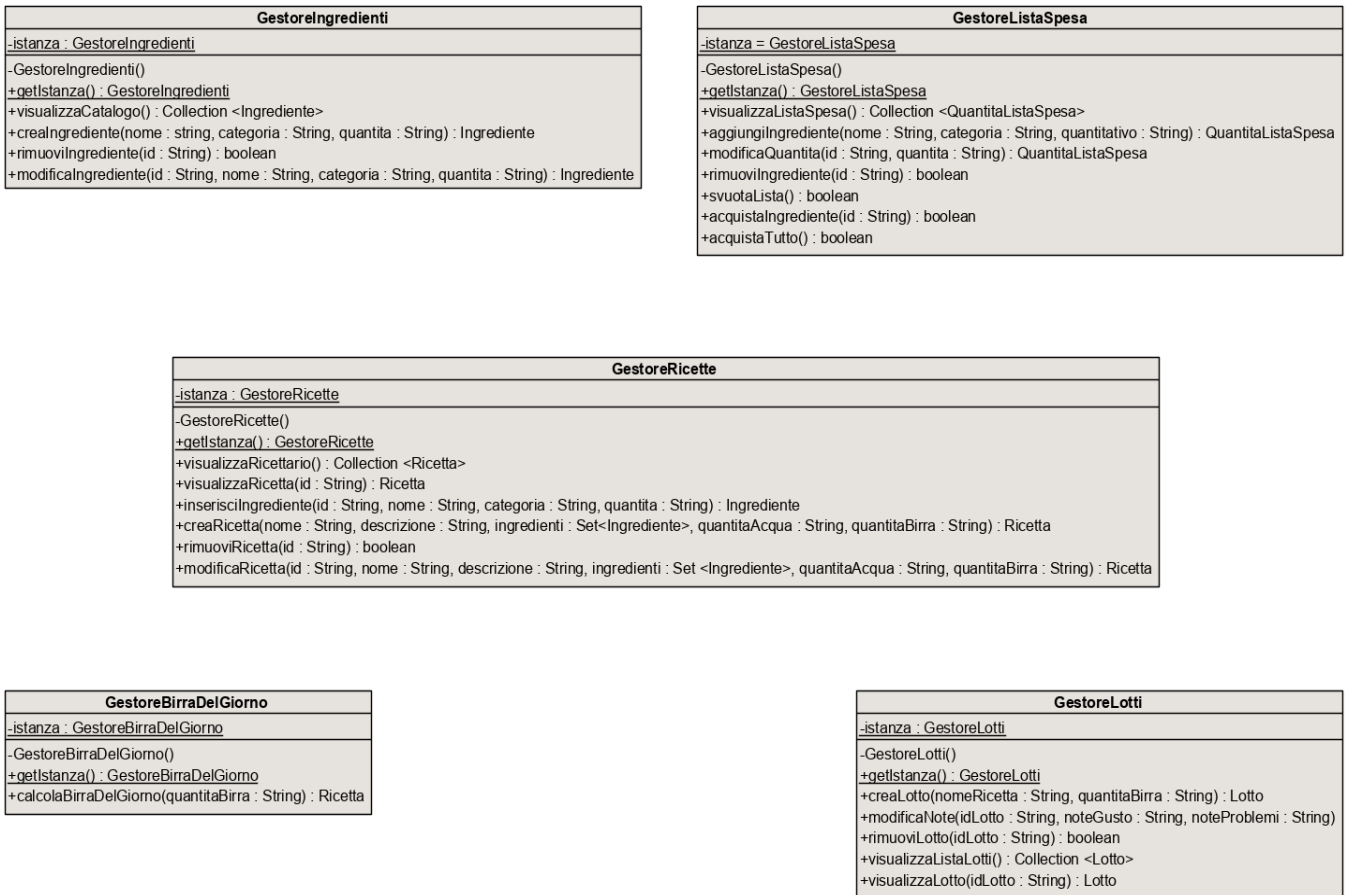 GestoreIngredienti
-istanza : GestoreIngredienti
-GestoreIngredienti()
+getIstanza() : GestoreIngredienti
+visualizzaCatalogo() : Collection <Ingrediente>
+creaIngrediente(nome : string, categoria : String, quantita : String) : Ingrediente
+rimuoviIngrediente(id : String) : boolean
+modificaIngrediente(id : String, nome : String, categoria : String, quantita : String) : Ingrediente
GestoreListaSpesa
-istanza = GestoreListaSpesa
-GestoreListaSpesa()
+getIstanza() : GestoreListaSpesa
+visualizzaListaSpesa() : Collection <QuantitaListaSpesa>
+aggiungiIngrediente(nome : String, categoria : String, quantitativo : String) : QuantitaListaSpesa
+modificaQuantita(id : String, quantita : String) : QuantitaListaSpesa
+rimuoviIngrediente(id : String) : boolean
+svuotaLista() : boolean
+acquistaIngrediente(id : String) : boolean
+acquistaTutto() : boolean
GestoreRicette
-istanza : GestoreRicette
-GestoreRicette()
+getIstanza() : GestoreRicette
+visualizzaRicettario() : Collection <Ricetta>
+visualizzaRicetta(id : String) : Ricetta
+inserisciIngrediente(id : String, nome : String, categoria : String, quantita : String) : Ingrediente
+creaRicetta(nome : String, descrizione : String, ingredienti : Set<Ingrediente>, quantitaAcqua : String, quantitaBirra : String) : Ricetta
+rimuoviRicetta(id : String) : boolean
+modificaRicetta(id : String, nome : String, descrizione : String, ingredienti : Set <Ingrediente>, quantitaAcqua : String, quantitaBirra : String) : Ricetta
GestoreBirraDelGiorno
-istanza : GestoreBirraDelGiorno
-GestoreBirraDelGiorno()
+getIstanza() : GestoreBirraDelGiorno
+calcolaBirraDelGiorno(quantitaBirra : String) : Ricetta
GestoreLotti
-istanza : GestoreLotti
-GestoreLotti()
+getIstanza() : GestoreLotti
+creaLotto(nomeRicetta : String, quantitaBirra : String) : Lotto
+modificaNote(idLotto : String, noteGusto : String, noteProblemi : String)
+rimuoviLotto(idLotto : String) : boolean
+visualizzaListaLotti() : Collection <Lotto>
+visualizzaLotto(idLotto : String) : Lotto